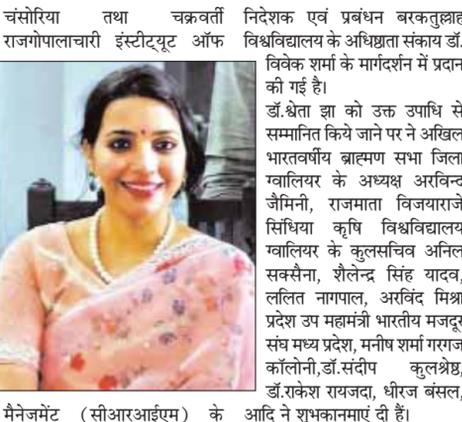 चंसोरिया तथा चक्रवर्ती
राजगोपालाचारी इंस्टीट्यूट ऑफ
मैनेजमेंट (सीआरआईएम) के
निदेशक एवं प्रबंधन बरकतुल्लाह
विश्वविद्यालय के अधिष्ठाता संकाय डॉ.
विवेक शर्मा के मार्गदर्शन में प्रदान
की गई है।
डॉ.श्वेता झा को उक्त उपाधि से
सम्मानित किये जाने पर ने अखिल
भारतवर्षीय ब्राह्मण सभा जिला
ग्वालियर के अध्यक्ष अरविन्द
जैमिनी, राजमाता विजयाराजे
सिंधिया कृषि विश्वविद्यालय
ग्वालियर के कुलसचिव अनिल
सक्सैना, शैलेन्द्र सिंह यादव,
ललित नागपाल, अरविंद मिश्रा
प्रदेश उप महामंत्री भारतीय मजदूर
संघ मध्य प्रदेश, मनीष शर्मा गरगज
कॉलोनी,डॉ.संदीप कुलश्रेष्ठ,
डॉ.राकेश रायजदा, धीरज बंसल,
आदि ने शुभकानमाएं दी हैं।